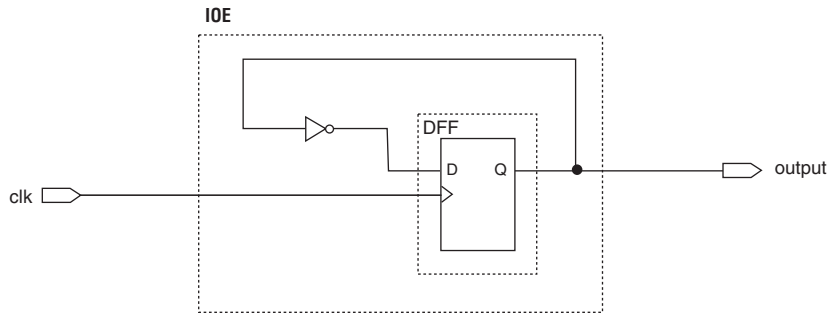 IOE
DFF
D
Q
output
clk